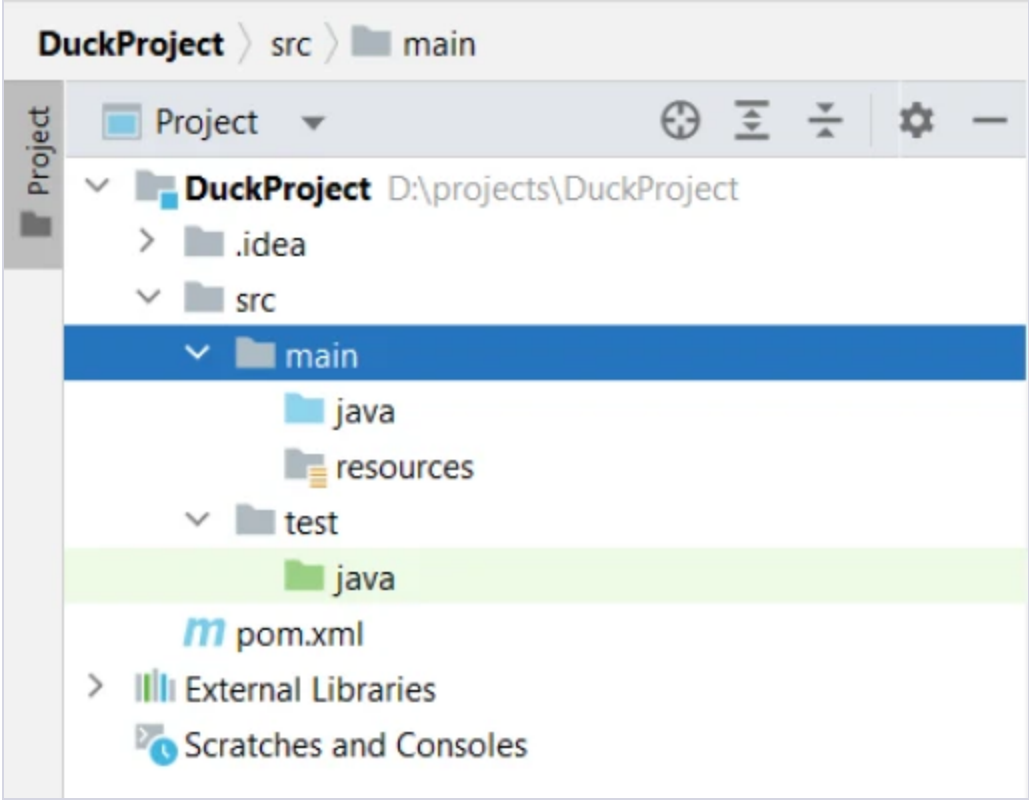 DuckProject src main
Project
Project
DuckProject D:\projects\DuckProject
.idea
src
main
java
resources
test
java
pom.xml
External Libraries
Scratches and Consoles